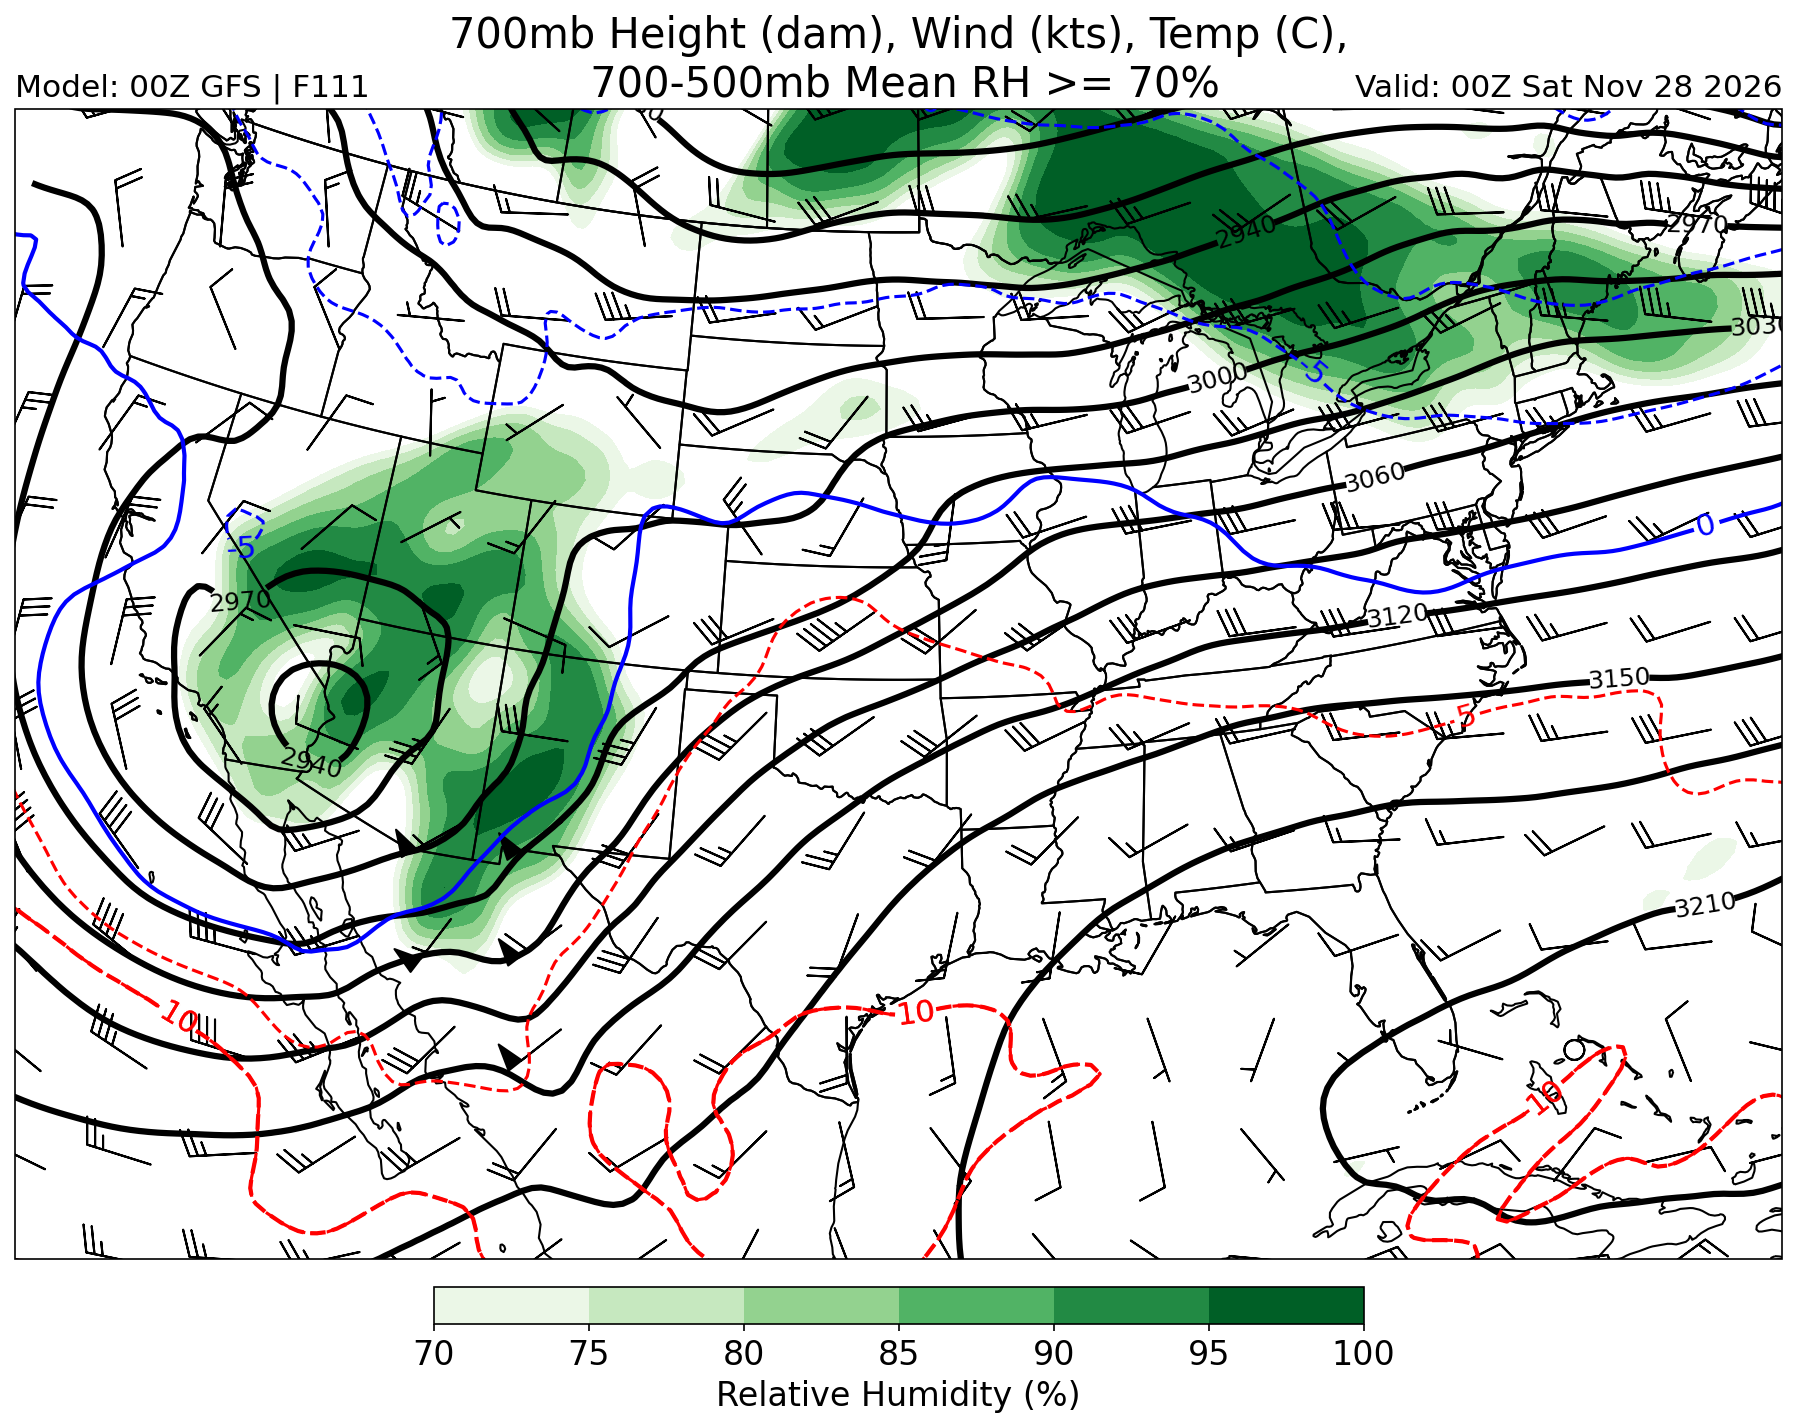 700mb Height (dam), Wind (kts), Temp (C),
700-500mb Mean RH >= 70%
Model: 00Z GFS | F111
Valid: 00Z Sat Nov 28 2026
2940
2970
3030
-5
3000
3060
0
-5
2970
3120
3150
5
2940
3210
10
10
10
70 75 80 85 90 95 100
Relative Humidity (%)